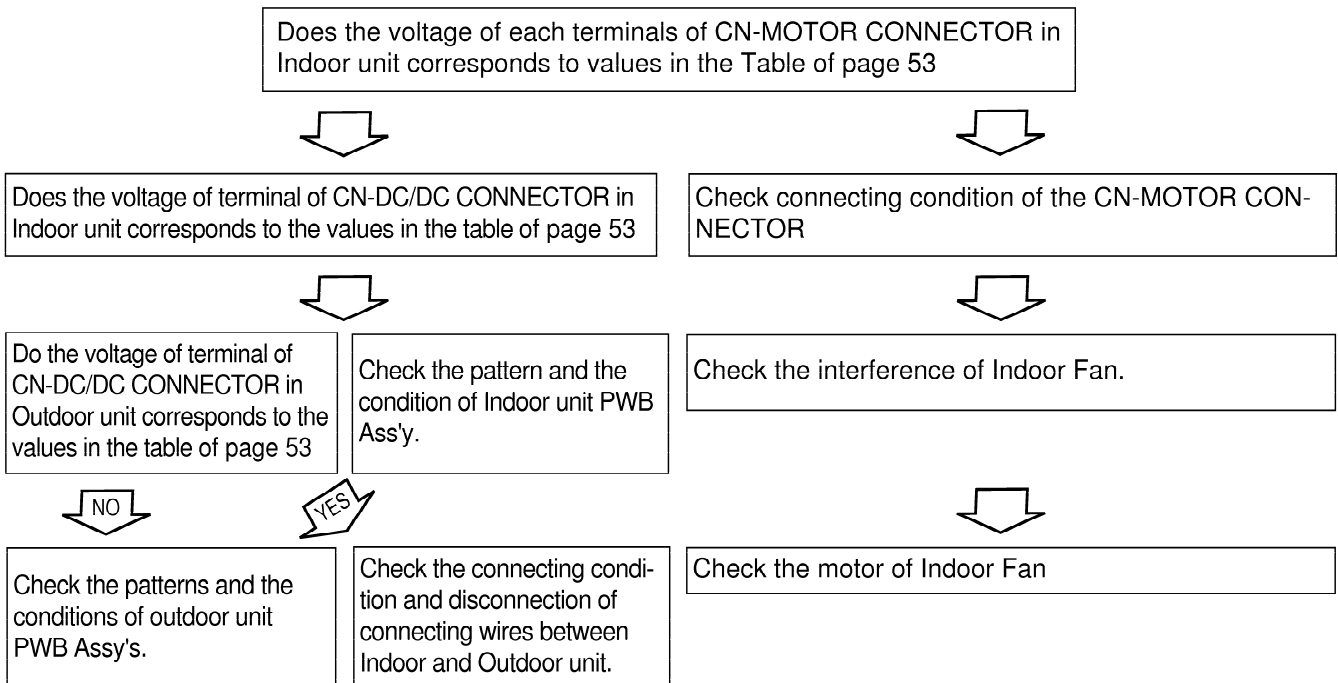 Does the voltage of each terminals of CN-MOTOR CONNECTOR in
Indoor unit corresponds to values in the Table of page 53
Does the voltage of terminal of CN-DC/DC CONNECTOR in
Indoor unit corresponds to the values in the table of page 53
Check connecting condition of the CN-MOTOR CON-
NECTOR
Do the voltage of terminal of
CN-DC/DC CONNECTOR in
Outdoor unit corresponds to the
values in the table of page 53
Check the pattern and the
condition of Indoor unit PWB
Ass'y.
Check the interference of Indoor Fan.
NO
YES
Check the patterns and the
conditions of outdoor unit
PWB Assy's.
Check the connecting condi-
tion and disconnection of
connecting wires between
Indoor and Outdoor unit.
Check the motor of Indoor Fan